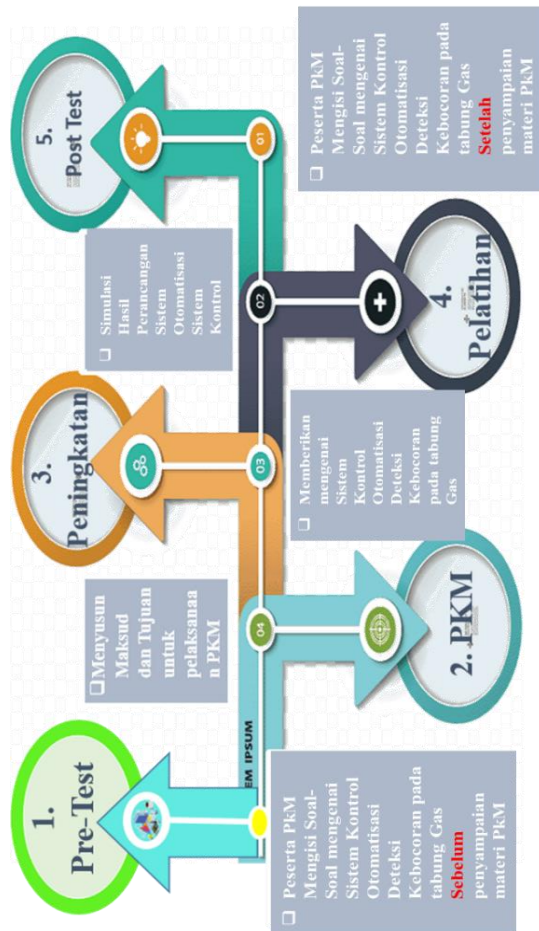 1.
Pre-Test
❑ Peserta PkM
Mengisi Soal-
Soal mengenai
Sistem Kontrol
Otomatisasi
Deteksi
Kebocoran pada
tabung Gas
Sebelum
penyampaian
materi PkM
EM IPSUM
2. PKM
❑ Menyusun
Maksud
dan Tujuan
untuk
pelaksanaa
n PKM
04
3.
Peningkatan
❑ Memberikan
mengenai
Sistem
Kontrol
Otomatisasi
Deteksi
Kebocoran
pada tabung
Gas
03
4.
Pelatihan
❑ Simulasi
Hasil
Perancangan
Sistem
Otomatisasi
Sistem
Kontrol
02
5.
Post Test
01
❑ Peserta PkM
Mengisi Soal-
Soal mengenai
Sistem Kontrol
Otomatisasi
Deteksi
Kebocoran pada
tabung Gas
Setelah
penyampaian
materi PkM